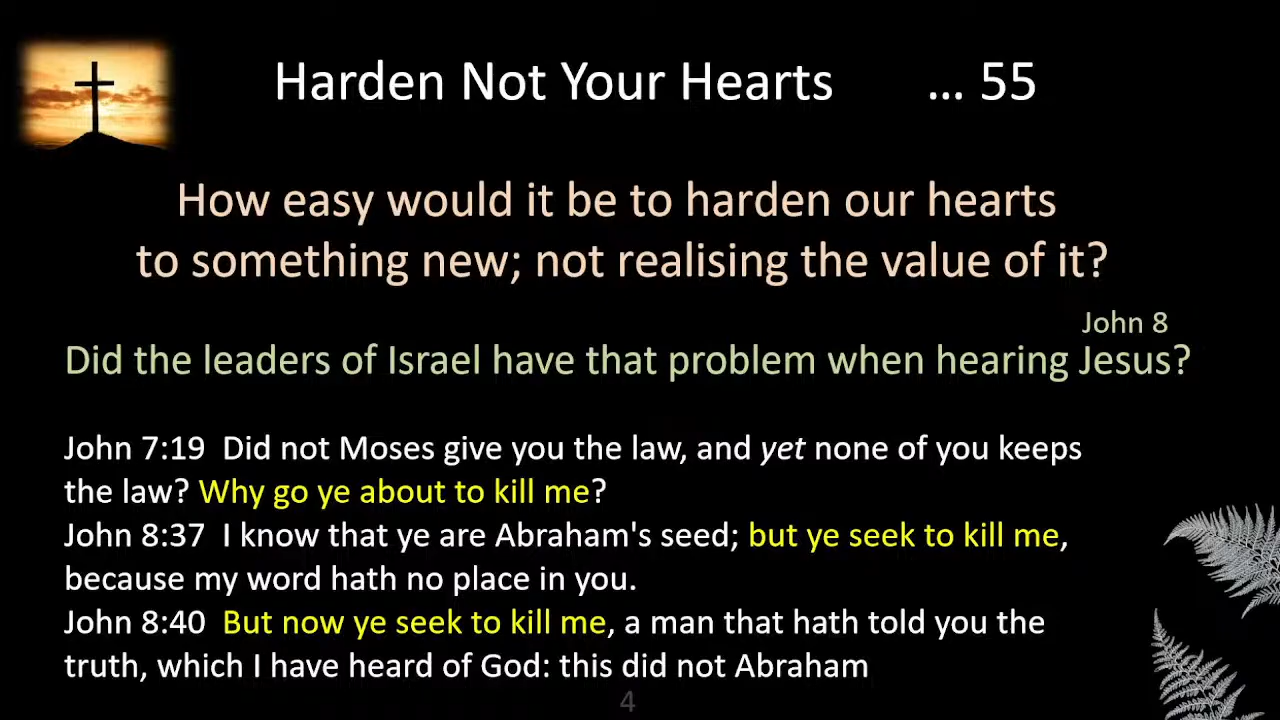 Harden Not Your Hearts ... 55
How easy would it be to harden our hearts
to something new; not realising the value of it?
John 8
Did the leaders of Israel have that problem when hearing Jesus?
John 7:19 Did not Moses give you the law, and yet none of you keeps
the law? Why go ye about to kill me?
John 8:37 I know that ye are Abraham's seed; but ye seek to kill me,
because my word hath no place in you.
John 8:40 But now ye seek to kill me, a man that hath told you the
truth, which I have heard of God: this did not Abraham
4